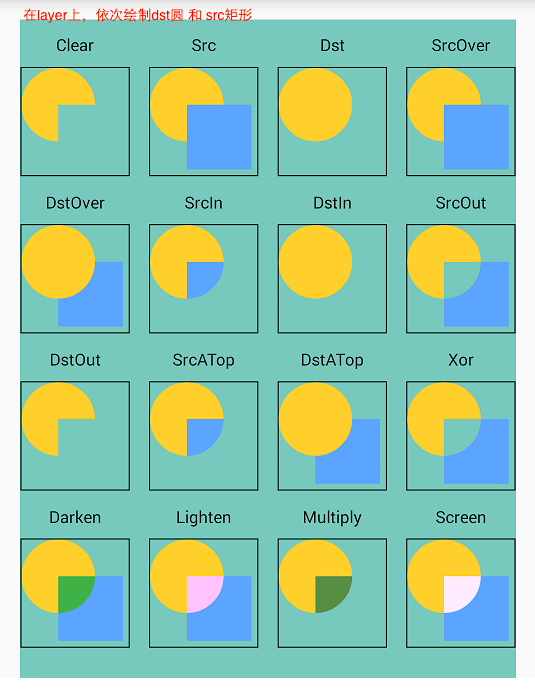 在layer上，依次绘制dst圆 和 src矩形
Clear Src Dst SrcOver
DstOver SrcIn DstIn SrcOut
DstOut SrcATop DstATop Xor
Darken Lighten Multiply Screen